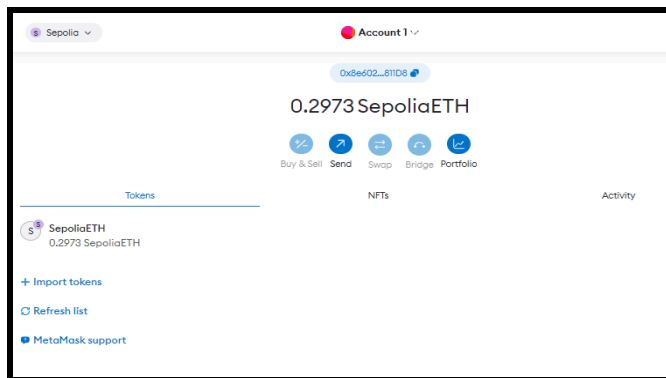 S Sepolia
Account 1
0x8e602...811D8
0.2973 SepoliaETH
Buy & Sell Send Swap Bridge Portfolio
Tokens NFTs Activity
S S SepoliaETH
0.2973 SepoliaETH
+ Import tokens
Refresh list
MetaMask support